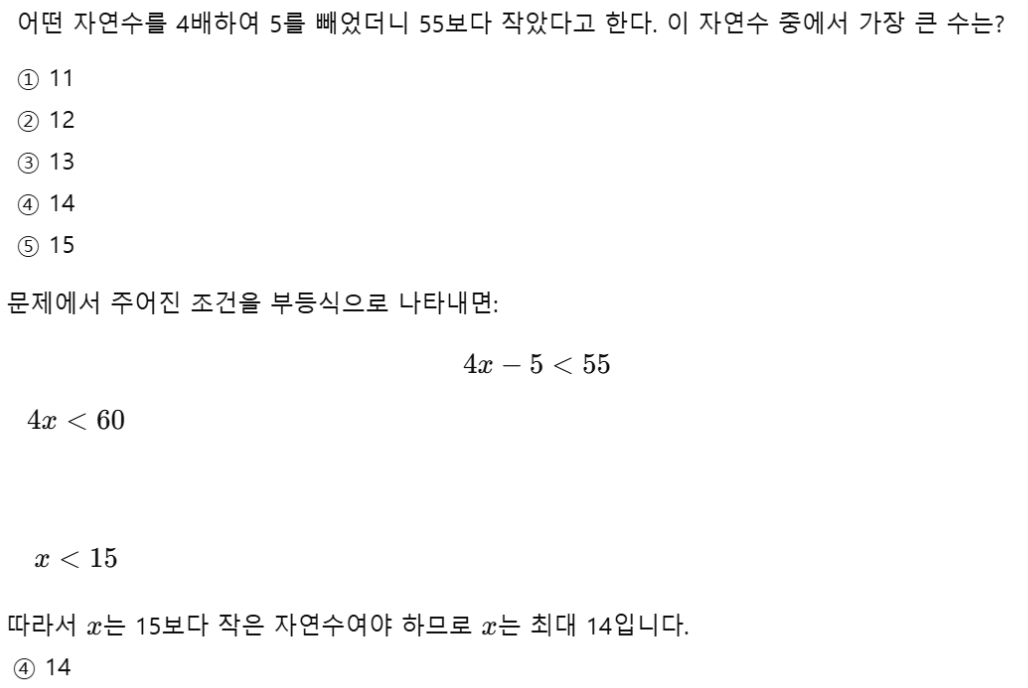 어떤 자연수를 4배하여 5를 빼었더니 55보다 작았다고 한다. 이 자연수 중에서 가장 큰 수는?
① 11
② 12
③ 13
④ 14
⑤ 15
문제에서 주어진 조건을 부등식으로 나타내면:
4x − 5 < 55
4x < 60
x < 15
따라서 x는 15보다 작은 자연수여야 하므로 x는 최대 14입니다.
④ 14